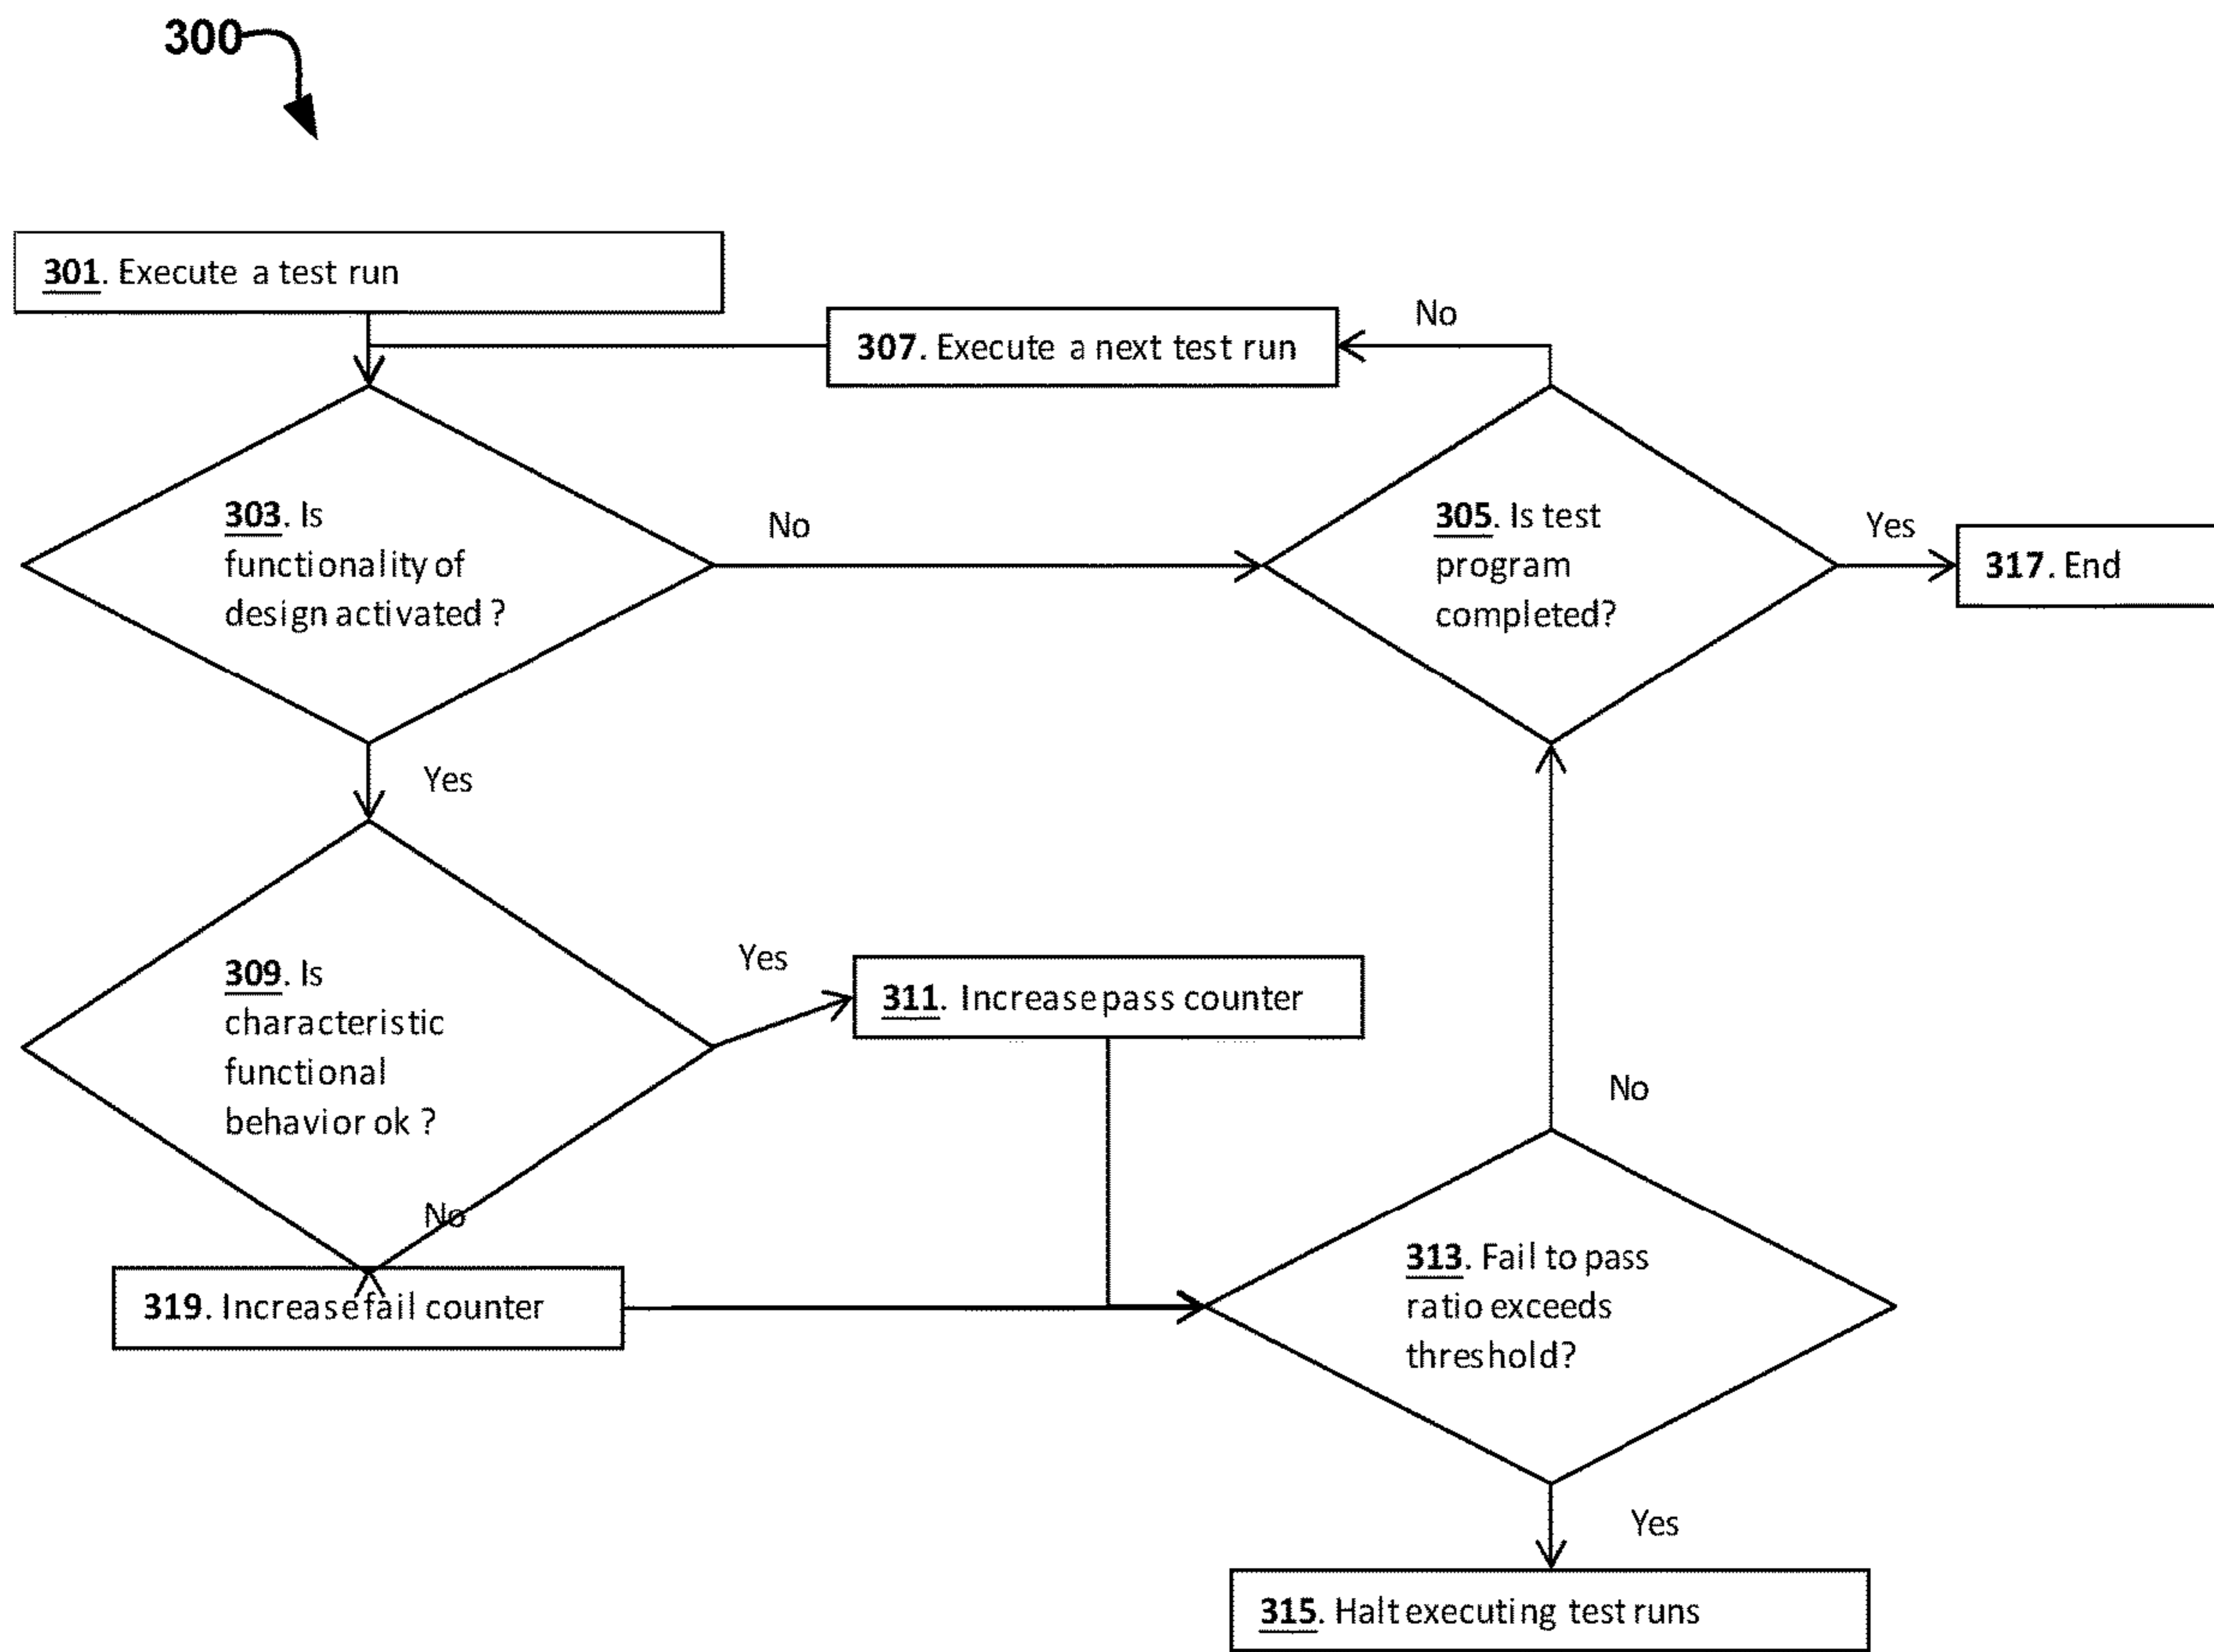 300
301. Execute a test run
307. Execute a next test run
No
303. Is
functionality of
design activated ?
No
305. Is test
program
completed?
Yes
317. End
Yes
309. Is
characteristic
functional
behavior ok ?
Yes
311. Increase pass counter
No
No
319. Increase fail counter
313. Fail to pass
ratio exceeds
threshold?
Yes
315. Halt executing test runs